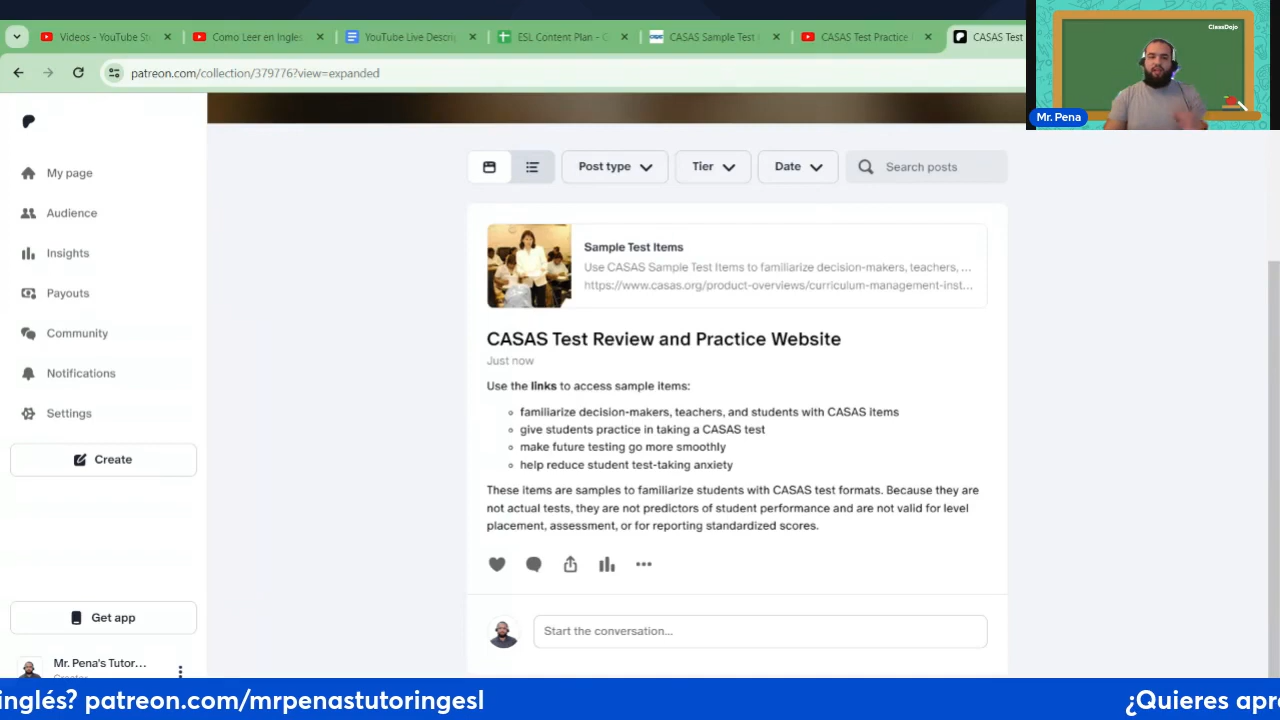 Videos - YouTube St
Como Leer en Ingles
YouTube Live Descri
ESL Content Plan - G
CASAS Sample Test I
CASAS Test Practice
CASAS Test
ClassDojo
patreon.com/collection/379776?view=expanded
Mr. Pena
My page
Audience
Insights
Payouts
Community
Notifications
Settings
Create
Get app
Mr. Pena's Tutor...
Creator
Post type
Tier
Date
Search posts
Sample Test Items
Use CASAS Sample Test Items to familiarize decision-makers, teachers, ...
https://www.casas.org/product-overviews/curriculum-management-inst...
CASAS Test Review and Practice Website
Just now
Use the links to access sample items:
familiarize decision-makers, teachers, and students with CASAS items
give students practice in taking a CASAS test
make future testing go more smoothly
help reduce student test-taking anxiety
These items are samples to familiarize students with CASAS test formats. Because they are
not actual tests, they are not predictors of student performance and are not valid for level
placement, assessment, or for reporting standardized scores.
Start the conversation...
inglés? patreon.com/mrpenastutoringesl
¿Quieres apre